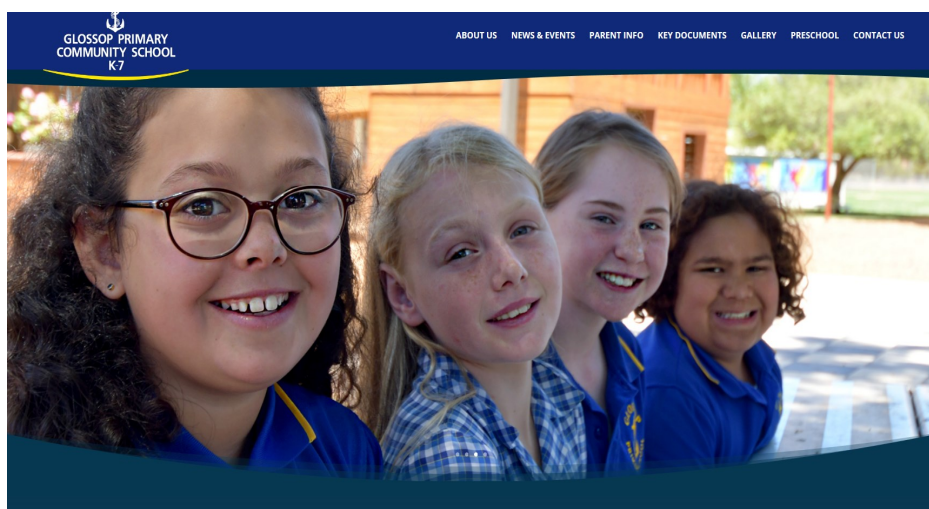 GLOSSOP PRIMARY
COMMUNITY SCHOOL
K-7
ABOUT US NEWS & EVENTS PARENT INFO KEY DOCUMENTS GALLERY PRESCHOOL CONTACT US